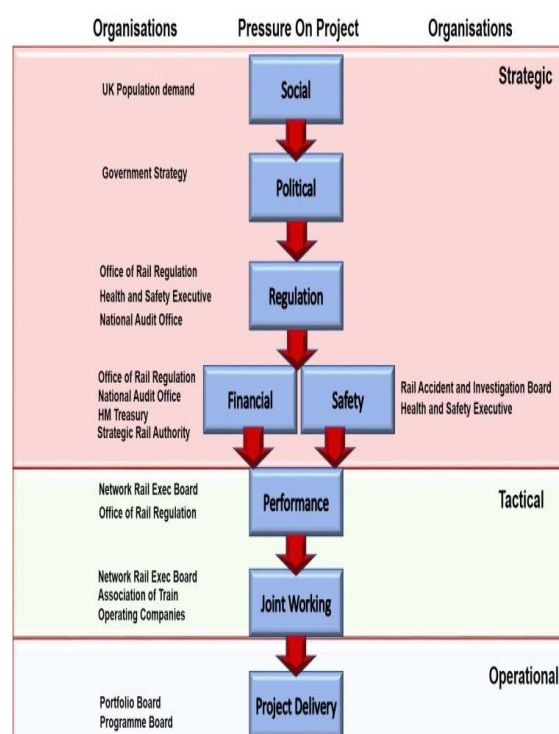 Organisations Pressure On Project Organisations
Strategic
Social
UK Population demand
Government Strategy
Political
Office of Rail Regulation
Health and Safety Executive
National Audit Office
Regulation
Office of Rail Regulation
National Audit Office
HM Treasury
Strategic Rail Authority
Financial
Safety
Rail Accident and Investigation Board
Health and Safety Executive
Network Rail Exec Board
Office of Rail Regulation
Performance
Tactical
Network Rail Exec Board
Association of Train
Operating Companies
Joint Working
Operational
Portfolio Board
Programme Board
Project Delivery